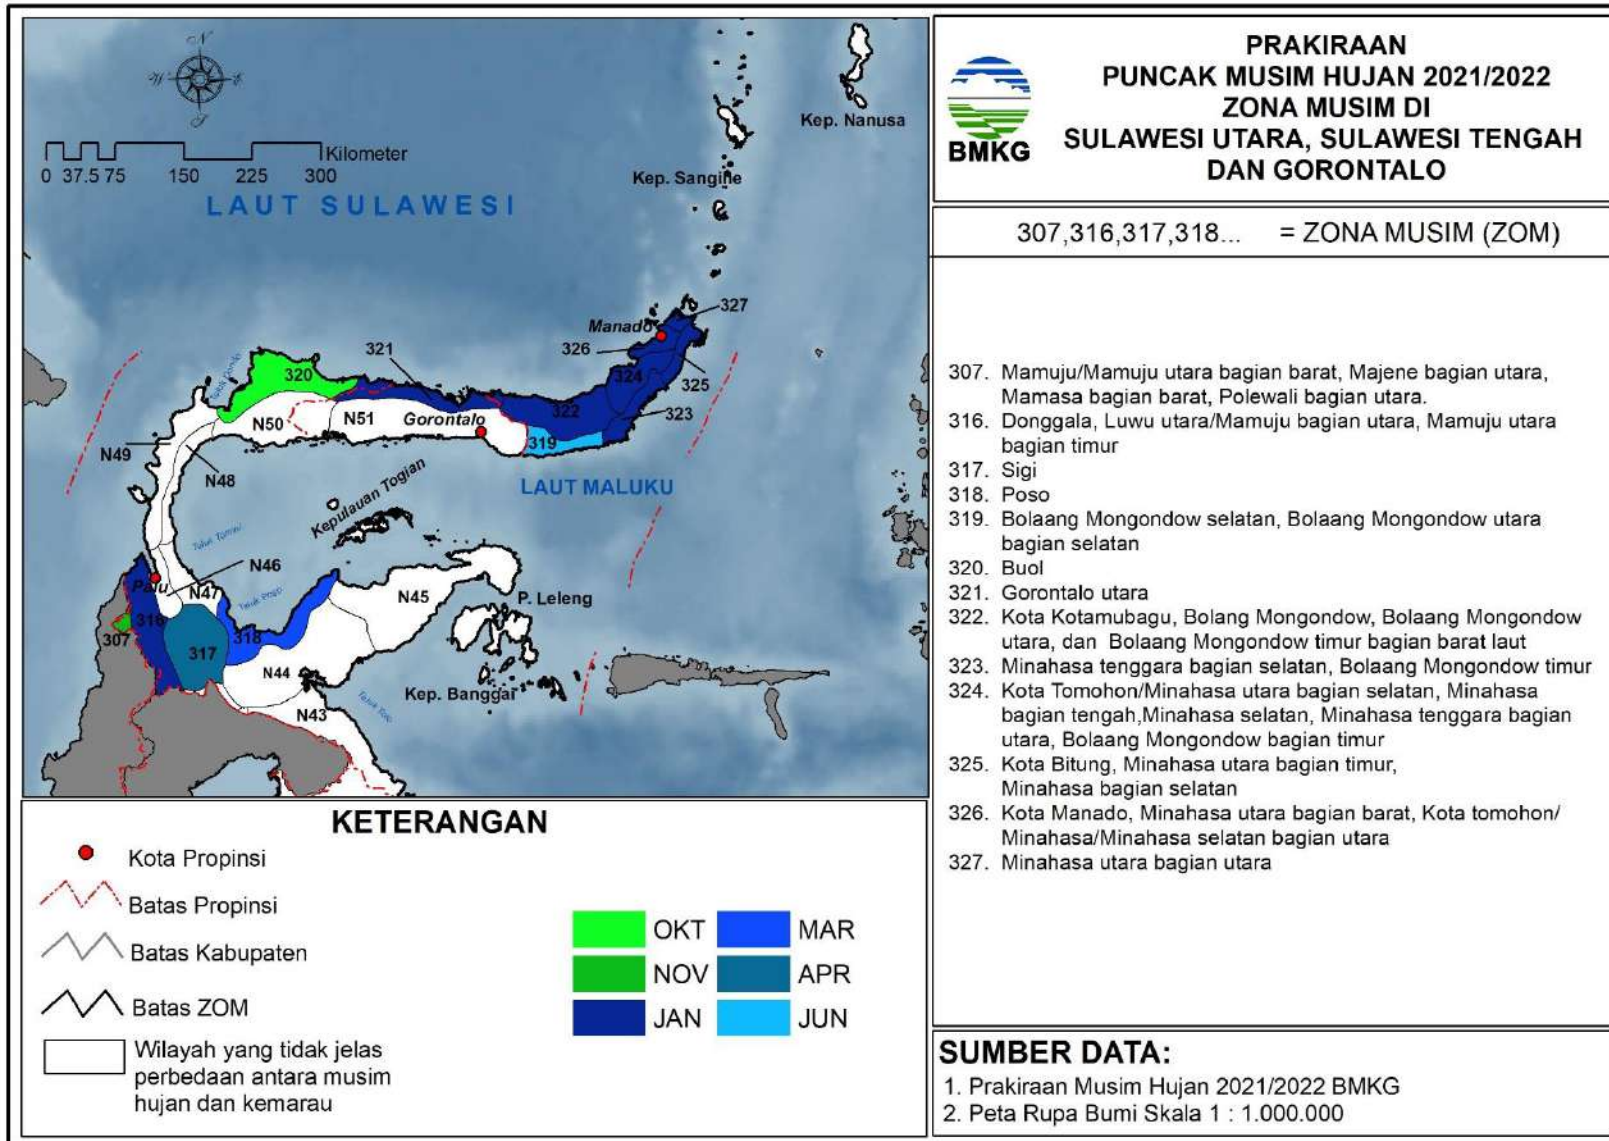 N
W
E
S
Kilometer
0 37.5 75 150 225 300
LAUT SULAWESI
Kep. Nanusa
Kep. Sangihe
327
Manado
326
321
320
324
325
322
323
N50
N51
Gorontalo
319
N49
N48
LAUT MALUKU
Kepulauan Togian
Teluk Tomini
N46
Palu
N47
Teluk Poso
N45
P. Leleng
316
307
318
317
N44
Kep. Banggai
N43
Teluk Tolo
KETERANGAN
Kota Propinsi
Batas Propinsi
Batas Kabupaten
Batas ZOM
Wilayah yang tidak jelas
perbedaan antara musim
hujan dan kemarau
OKT
MAR
NOV
APR
JAN
JUN
BMKG
PRAKIRAAN
PUNCAK MUSIM HUJAN 2021/2022
ZONA MUSIM DI
SULAWESI UTARA, SULAWESI TENGAH
DAN GORONTALO
307,316,317,318... = ZONA MUSIM (ZOM)
307. Mamuju/Mamuju utara bagian barat, Majene bagian utara,
Mamasa bagian barat, Polewali bagian utara.
316. Donggala, Luwu utara/Mamuju bagian utara, Mamuju utara
bagian timur
317. Sigi
318. Poso
319. Bolaang Mongondow selatan, Bolaang Mongondow utara
bagian selatan
320. Buol
321. Gorontalo utara
322. Kota Kotamubagu, Bolang Mongondow, Bolaang Mongondow
utara, dan Bolaang Mongondow timur bagian barat laut
323. Minahasa tenggara bagian selatan, Bolaang Mongondow timur
324. Kota Tomohon/Minahasa utara bagian selatan, Minahasa
bagian tengah,Minahasa selatan, Minahasa tenggara bagian
utara, Bolaang Mongondow bagian timur
325. Kota Bitung, Minahasa utara bagian timur,
Minahasa bagian selatan
326. Kota Manado, Minahasa utara bagian barat, Kota tomohon/
Minahasa/Minahasa selatan bagian utara
327. Minahasa utara bagian utara
SUMBER DATA:
1. Prakiraan Musim Hujan 2021/2022 BMKG
2. Peta Rupa Bumi Skala 1 : 1.000.000